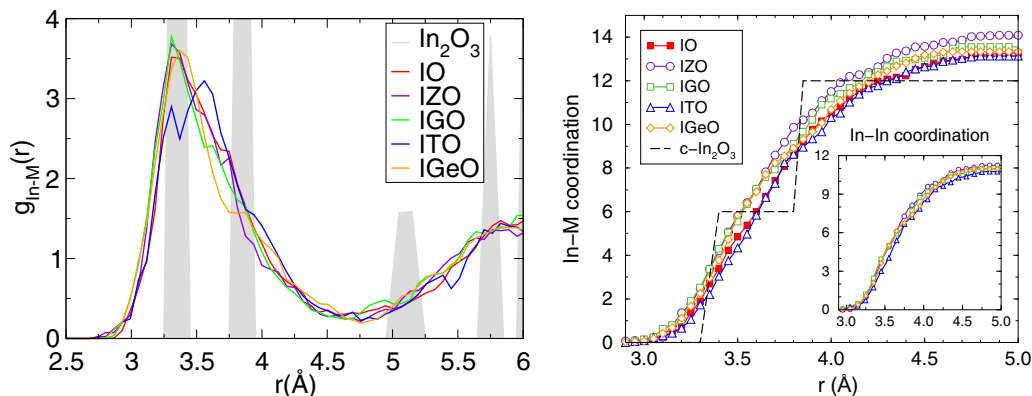 4
3
2
1
0
g_In-M(r)
2.5 3 3.5 4 4.5 5 5.5 6
r(Å)
In₂O₃
IO
IZO
IGO
ITO
IGeO
14
12
10
8
6
4
2
0
In–M coordination
3.0 3.5 4.0 4.5 5.0
r (Å)
IO
IZO
IGO
ITO
IGeO
c–In₂O₃
In–In coordination
12
9
6
3
0
3.0 3.5 4.0 4.5 5.0